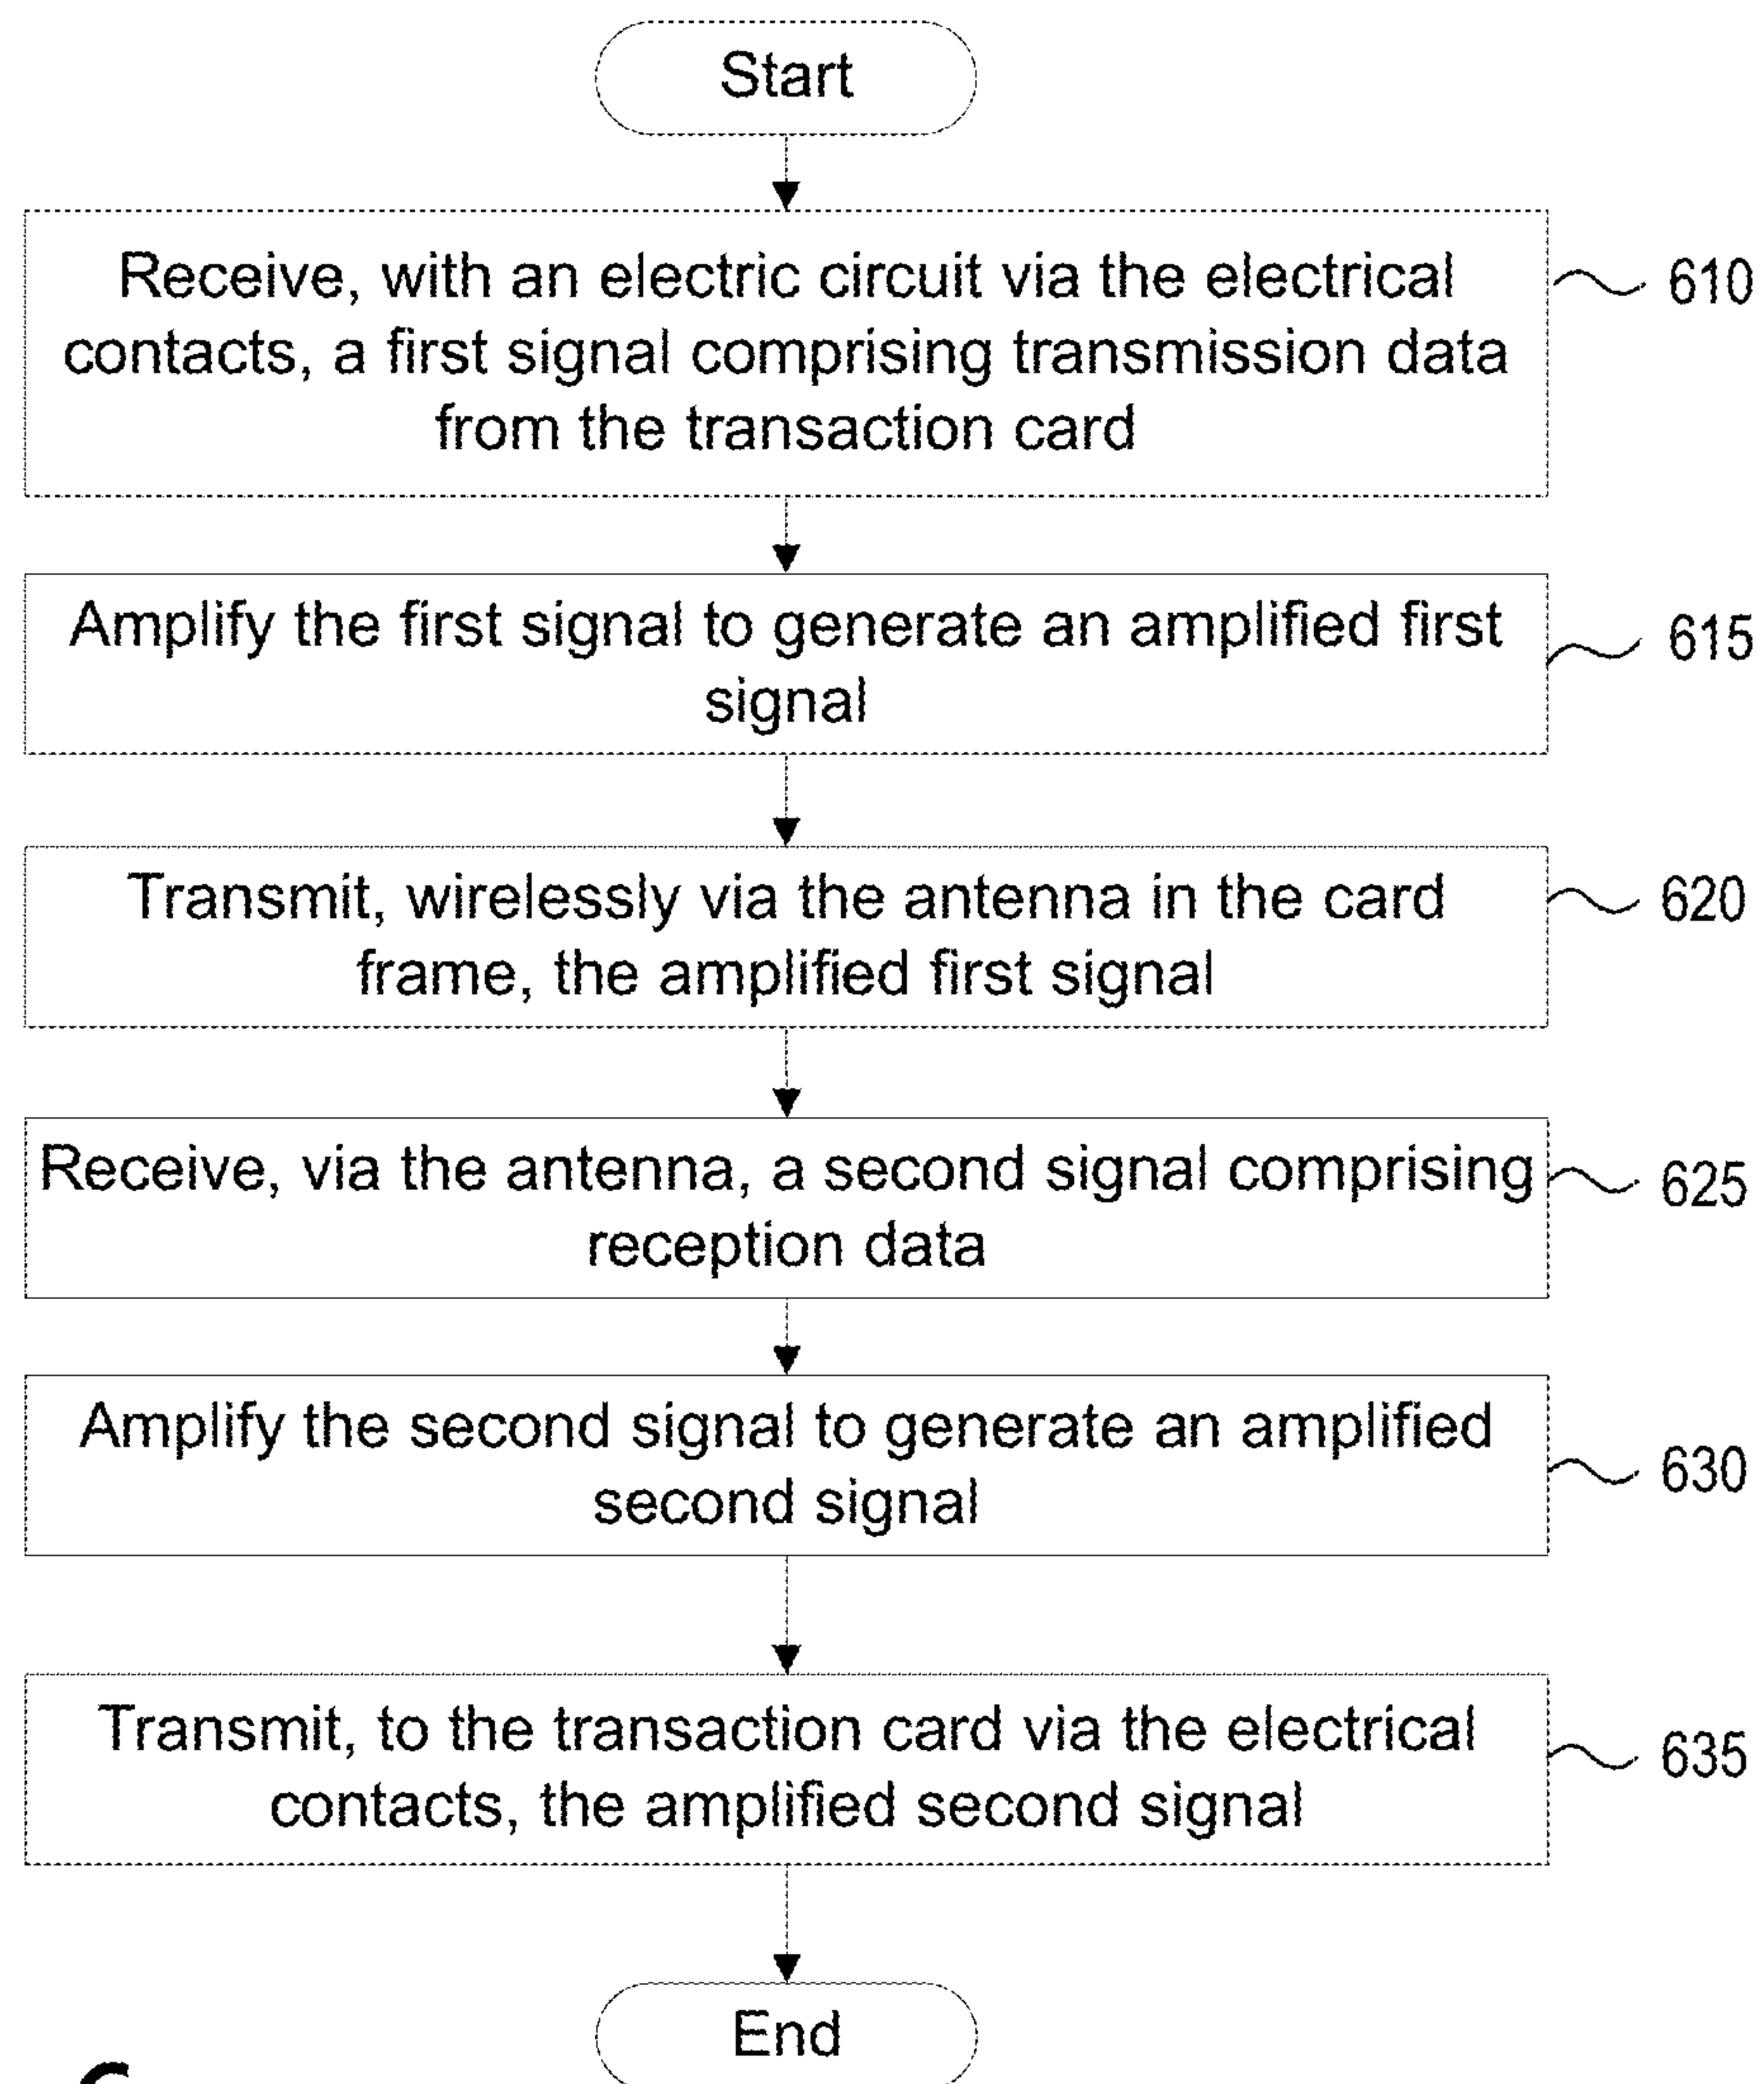 Start
Receive, with an electric circuit via the electrical
contacts, a first signal comprising transmission data
from the transaction card
610
Amplify the first signal to generate an amplified first
signal
615
Transmit, wirelessly via the antenna in the card
frame, the amplified first signal
620
Receive, via the antenna, a second signal comprising
reception data
625
Amplify the second signal to generate an amplified
second signal
630
Transmit, to the transaction card via the electrical
contacts, the amplified second signal
635
End